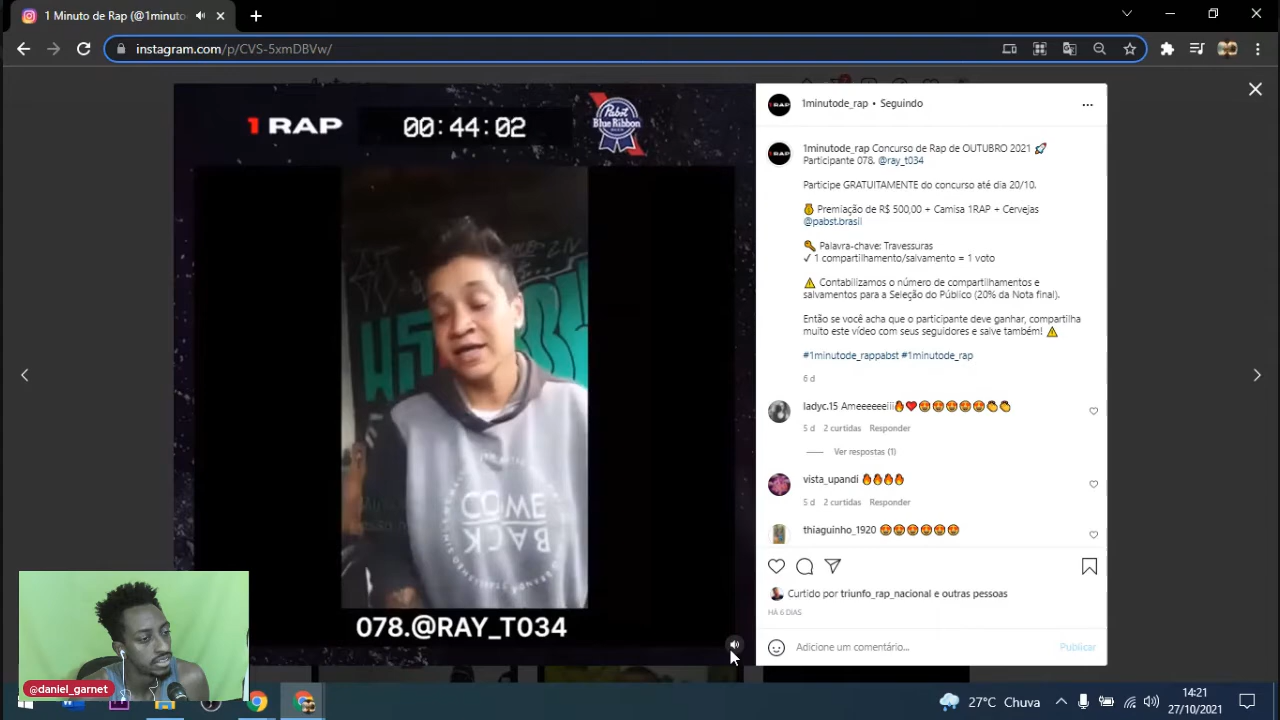 1 Minuto de Rap (@1minuto
instagram.com/p/CVS-5xmDBVw/
1 RAP
00:44:02
Pabst
Blue Ribbon
COME
BACK
078.@RAY_T034
@daniel_garnet
1minutode_rap • Seguindo
1minutode_rap Concurso de Rap de OUTUBRO 2021 🚀
Participante 078. @ray_t034
Participe GRATUITAMENTE do concurso até dia 20/10.
💰 Premiação de R$ 500,00 + Camisa 1RAP + Cervejas
@pabst.brasil
🔑 Palavra-chave: Travessuras
✓ 1 compartilhamento/salvamento = 1 voto
⚠ Contabilizamos o número de compartilhamentos e
salvamentos para a Seleção do Público (20% da Nota final).
Então se você acha que o participante deve ganhar, compartilha
muito este vídeo com seus seguidores e salve também! ⚠
#1minutode_rappabst #1minutode_rap
6 d
ladyc.15 Ameeeeeeiii🔥❤😍😍😍😍😍👏👏
5 d 2 curtidas Responder
Ver respostas (1)
vista_upandi 🔥🔥🔥🔥
5 d 2 curtidas Responder
thiaguinho_1920 😍😍😍😍😍😍
Curtido por triunfo_rap_nacional e outras pessoas
HÁ 6 DIAS
Adicione um comentário...
Publicar
27°C Chuva
14:21
27/10/2021